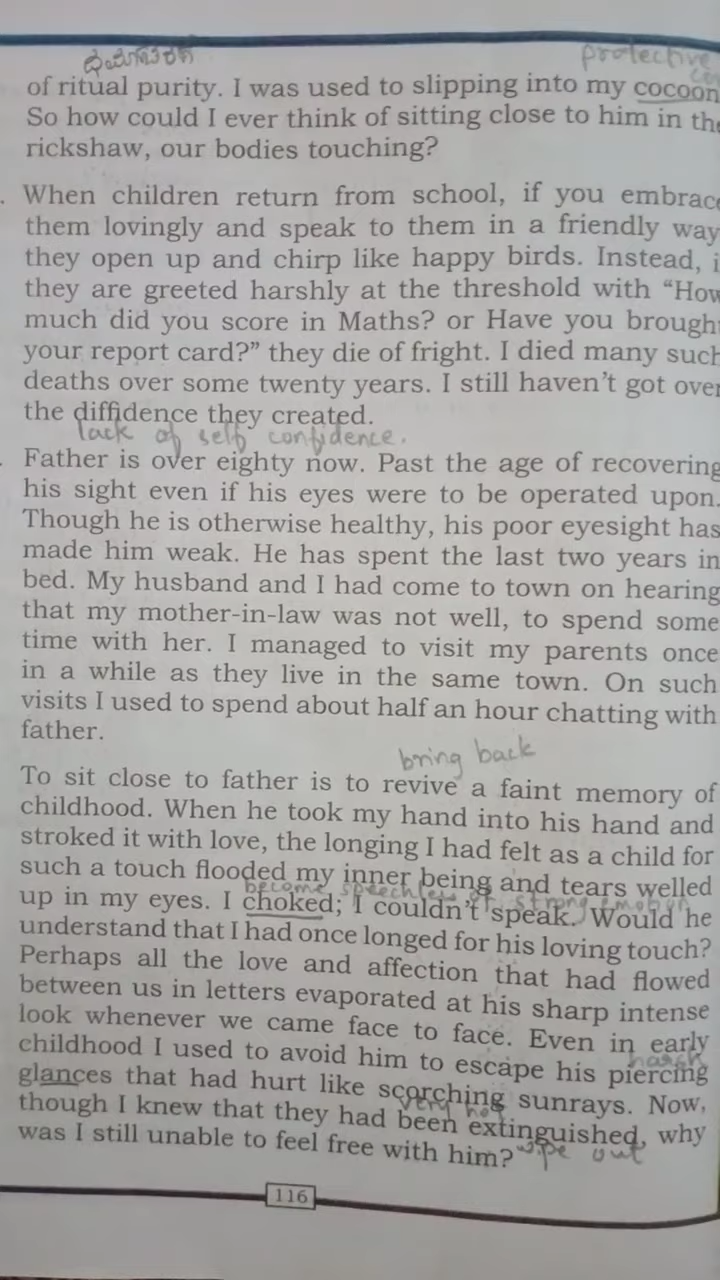 protective
of ritual purity. I was used to slipping into my cocoon
So how could I ever think of sitting close to him in the
rickshaw, our bodies touching?
When children return from school, if you embrace
them lovingly and speak to them in a friendly way
they open up and chirp like happy birds. Instead, i
they are greeted harshly at the threshold with “How
much did you score in Maths? or Have you brough
your report card?” they die of fright. I died many such
deaths over some twenty years. I still haven’t got over
the diffidence they created.
lack of self confidence.
Father is over eighty now. Past the age of recovering
his sight even if his eyes were to be operated upon.
Though he is otherwise healthy, his poor eyesight has
made him weak. He has spent the last two years in
bed. My husband and I had come to town on hearing
that my mother-in-law was not well, to spend some
time with her. I managed to visit my parents once
in a while as they live in the same town. On such
visits I used to spend about half an hour chatting with
father.
bring back
To sit close to father is to revive a faint memory of
childhood. When he took my hand into his hand and
stroked it with love, the longing I had felt as a child for
such a touch flooded my inner being and tears welled
become speechless strong emotion
up in my eyes. I choked; I couldn’t speak. Would he
understand that I had once longed for his loving touch?
Perhaps all the love and affection that had flowed
between us in letters evaporated at his sharp intense
look whenever we came face to face. Even in early
childhood I used to avoid him to escape his piercing
harsh
glances that had hurt like scorching sunrays. Now,
very hot
though I knew that they had been extinguished, why
was I still unable to feel free with him?
wipe out
116